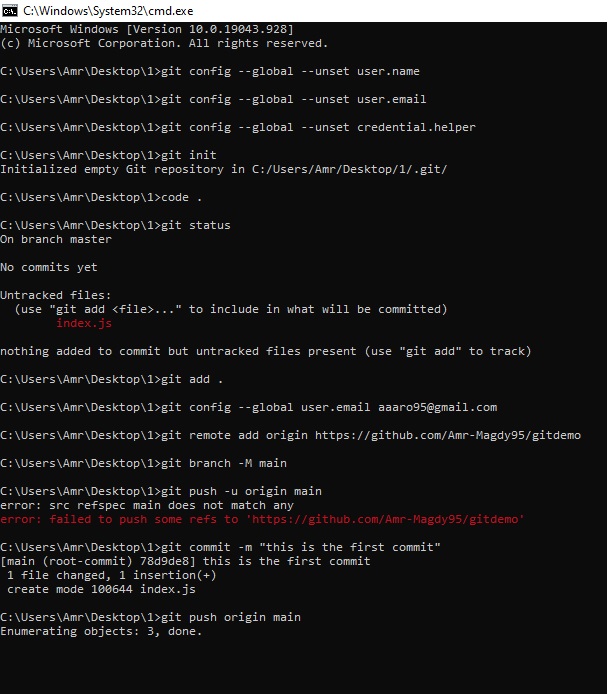 C:\Windows\System32\cmd.exe
Microsoft Windows [Version 10.0.19043.928]
(c) Microsoft Corporation. All rights reserved.
C:\Users\Amr\Desktop\1>git config --global --unset user.name
C:\Users\Amr\Desktop\1>git config --global --unset user.email
C:\Users\Amr\Desktop\1>git config --global --unset credential.helper
C:\Users\Amr\Desktop\1>git init
Initialized empty Git repository in C:/Users/Amr/Desktop/1/.git/
C:\Users\Amr\Desktop\1>code .
C:\Users\Amr\Desktop\1>git status
On branch master
No commits yet
Untracked files:
  (use "git add <file>..." to include in what will be committed)
        index.js
nothing added to commit but untracked files present (use "git add" to track)
C:\Users\Amr\Desktop\1>git add .
C:\Users\Amr\Desktop\1>git config --global user.email aaaro95@gmail.com
C:\Users\Amr\Desktop\1>git remote add origin https://github.com/Amr-Magdy95/gitdemo
C:\Users\Amr\Desktop\1>git branch -M main
C:\Users\Amr\Desktop\1>git push -u origin main
error: src refspec main does not match any
error: failed to push some refs to 'https://github.com/Amr-Magdy95/gitdemo'
C:\Users\Amr\Desktop\1>git commit -m "this is the first commit"
[main (root-commit) 78d9de8] this is the first commit
 1 file changed, 1 insertion(+)
 create mode 100644 index.js
C:\Users\Amr\Desktop\1>git push origin main
Enumerating objects: 3, done.